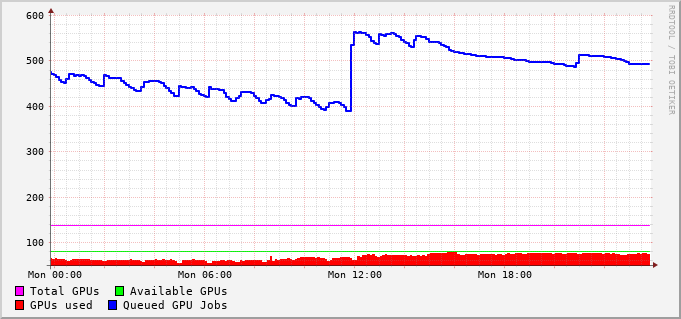 600
500
400
300
200
100
Mon 00:00 Mon 06:00 Mon 12:00 Mon 18:00
Total GPUs Available GPUs
GPUs used Queued GPU Jobs
RRDTOOL / TOBI OETIKER